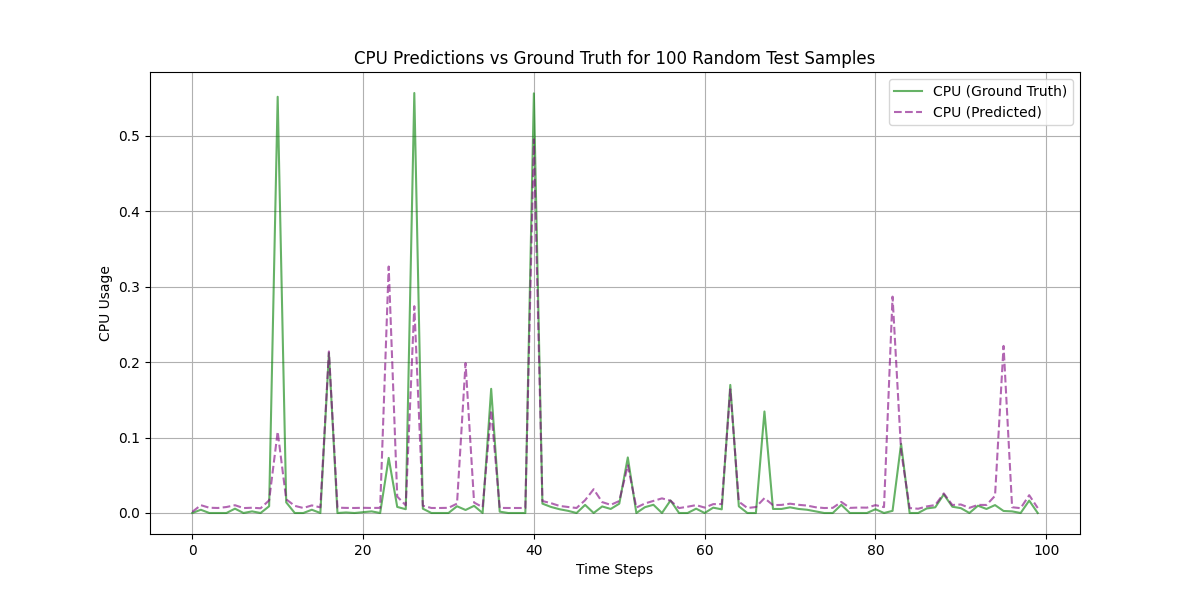 CPU Predictions vs Ground Truth for 100 Random Test Samples
CPU (Ground Truth)
CPU (Predicted)
CPU Usage
0.5
0.4
0.3
0.2
0.1
0.0
0 20 40 60 80 100
Time Steps